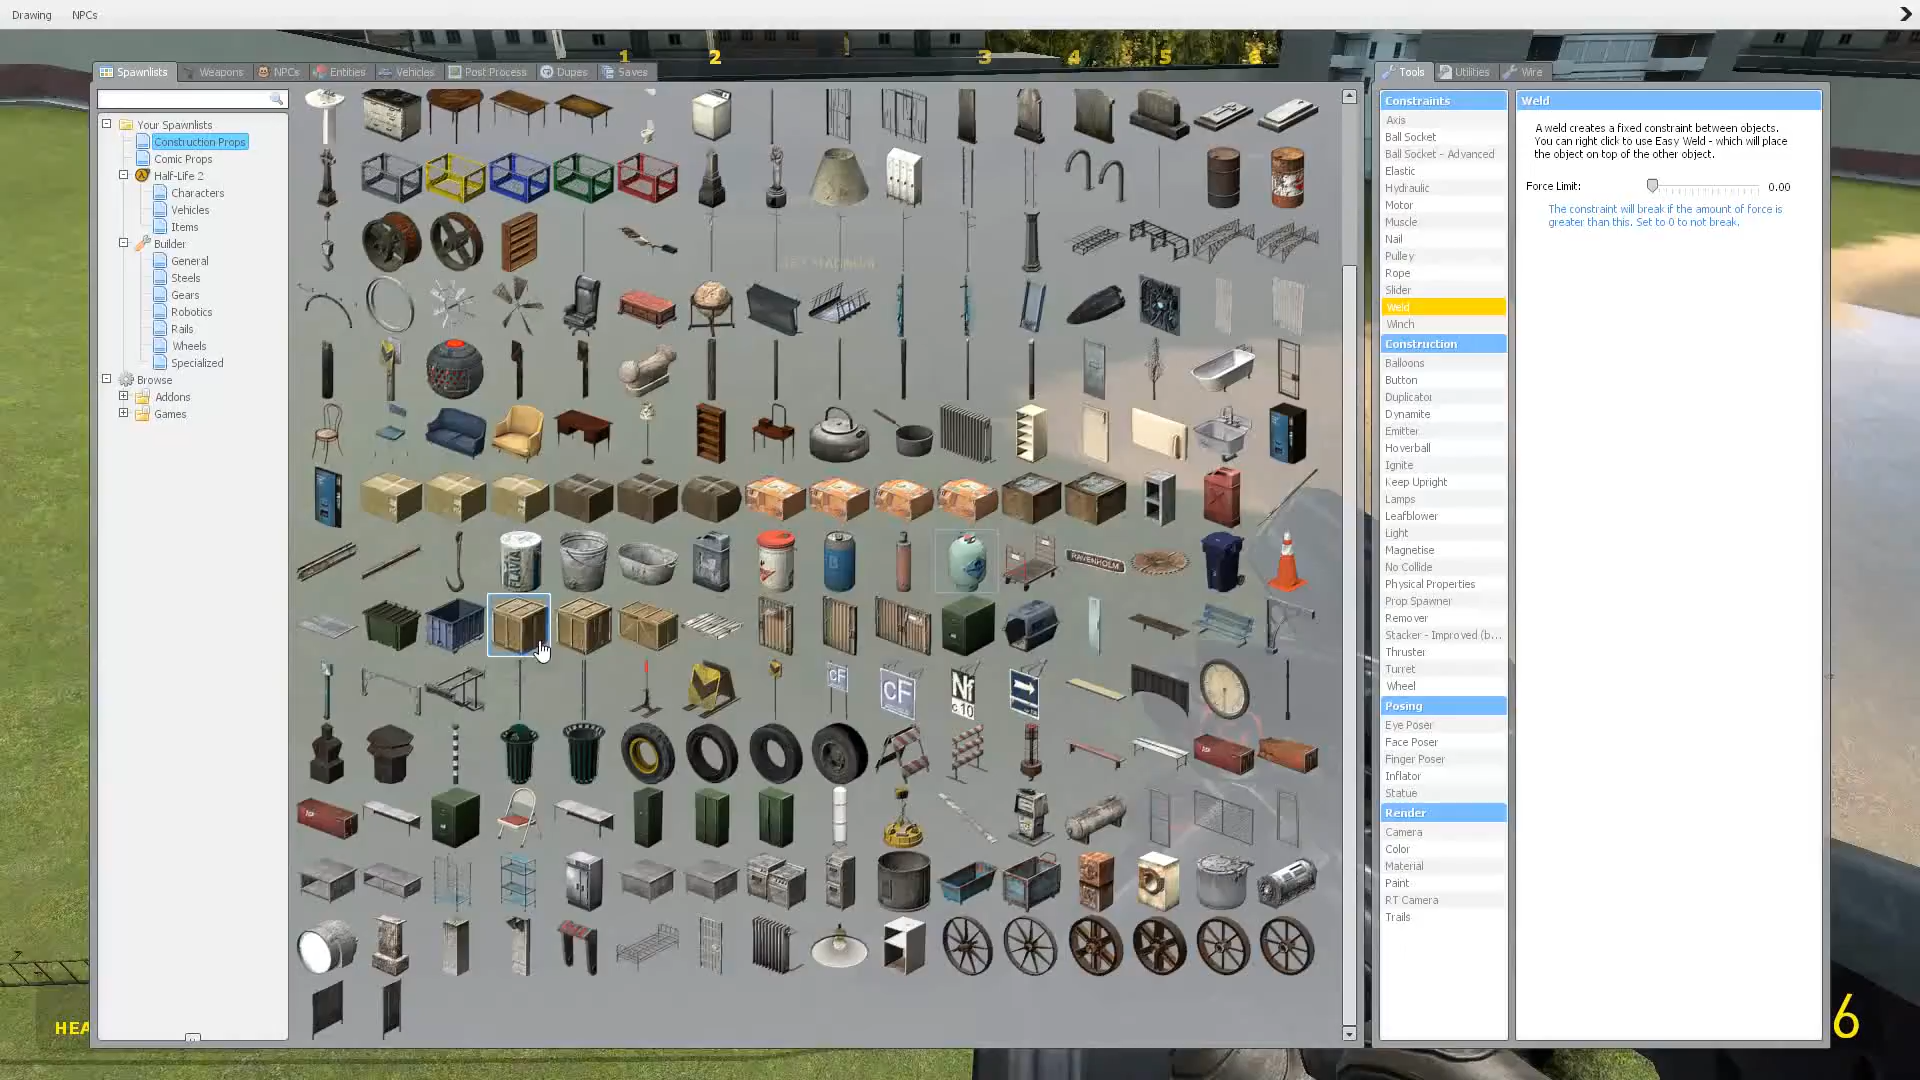 Drawing NPCs
1 2 3 4 5 6
Spawnlists Weapons NPCs Entities Vehicles Post Process Dupes Saves
Tools Utilities Wire
Your Spawnlists
Construction Props
Comic Props
Half-Life 2
Characters
Vehicles
Items
Builder
General
Steels
Gears
Robotics
Rails
Wheels
Specialized
Browse
Addons
Games
RAVENHOLM
CF
CF
Nf
c 10
Constraints
Axis
Ball Socket
Ball Socket - Advanced
Elastic
Hydraulic
Motor
Muscle
Nail
Pulley
Rope
Slider
Weld
Winch
Construction
Balloons
Button
Duplicator
Dynamite
Emitter
Hoverball
Ignite
Keep Upright
Lamps
Leafblower
Light
Magnetise
No Collide
Physical Properties
Prop Spawner
Remover
Stacker - Improved (b...
Thruster
Turret
Wheel
Posing
Eye Poser
Face Poser
Finger Poser
Inflator
Statue
Render
Camera
Color
Material
Paint
RT Camera
Trails
Weld
A weld creates a fixed constraint between objects.
You can right click to use Easy Weld - which will place
the object on top of the other object.
Force Limit: 0.00
The constraint will break if the amount of force is
greater than this. Set to 0 to not break.
HEA
6